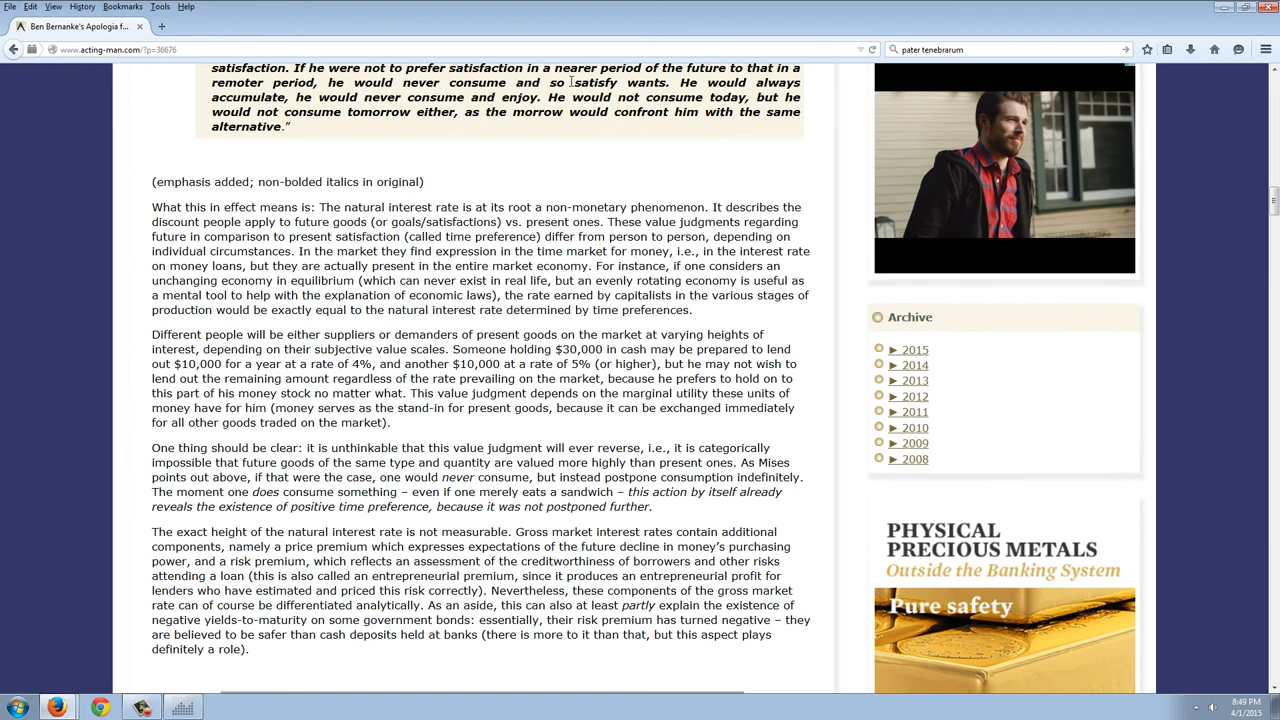 File Edit View History Bookmarks Tools Help
Ben Bernanke's Apologia f...
www.acting-man.com/?p=36676
pater tenebrarum
satisfaction. If he were not to prefer satisfaction in a nearer period of the future to that in a
remoter period, he would never consume and so satisfy wants. He would always
accumulate, he would never consume and enjoy. He would not consume today, but he
would not consume tomorrow either, as the morrow would confront him with the same
alternative."
(emphasis added; non-bolded italics in original)
What this in effect means is: The natural interest rate is at its root a non-monetary phenomenon. It describes the
discount people apply to future goods (or goals/satisfactions) vs. present ones. These value judgments regarding
future in comparison to present satisfaction (called time preference) differ from person to person, depending on
individual circumstances. In the market they find expression in the time market for money, i.e., in the interest rate
on money loans, but they are actually present in the entire market economy. For instance, if one considers an
unchanging economy in equilibrium (which can never exist in real life, but an evenly rotating economy is useful as
a mental tool to help with the explanation of economic laws), the rate earned by capitalists in the various stages of
production would be exactly equal to the natural interest rate determined by time preferences.
Different people will be either suppliers or demanders of present goods on the market at varying heights of
interest, depending on their subjective value scales. Someone holding $30,000 in cash may be prepared to lend
out $10,000 for a year at a rate of 4%, and another $10,000 at a rate of 5% (or higher), but he may not wish to
lend out the remaining amount regardless of the rate prevailing on the market, because he prefers to hold on to
this part of his money stock no matter what. This value judgment depends on the marginal utility these units of
money have for him (money serves as the stand-in for present goods, because it can be exchanged immediately
for all other goods traded on the market).
One thing should be clear: it is unthinkable that this value judgment will ever reverse, i.e., it is categorically
impossible that future goods of the same type and quantity are valued more highly than present ones. As Mises
points out above, if that were the case, one would never consume, but instead postpone consumption indefinitely.
The moment one does consume something – even if one merely eats a sandwich – this action by itself already
reveals the existence of positive time preference, because it was not postponed further.
The exact height of the natural interest rate is not measurable. Gross market interest rates contain additional
components, namely a price premium which expresses expectations of the future decline in money's purchasing
power, and a risk premium, which reflects an assessment of the creditworthiness of borrowers and other risks
attending a loan (this is also called an entrepreneurial premium, since it produces an entrepreneurial profit for
lenders who have estimated and priced this risk correctly). Nevertheless, these components of the gross market
rate can of course be differentiated analytically. As an aside, this can also at least partly explain the existence of
negative yields-to-maturity on some government bonds: essentially, their risk premium has turned negative – they
are believed to be safer than cash deposits held at banks (there is more to it than that, but this aspect plays
definitely a role).
Archive
► 2015
► 2014
► 2013
► 2012
► 2011
► 2010
► 2009
► 2008
PHYSICAL
PRECIOUS METALS
Outside the Banking System
Pure safety
8:49 PM
4/1/2015